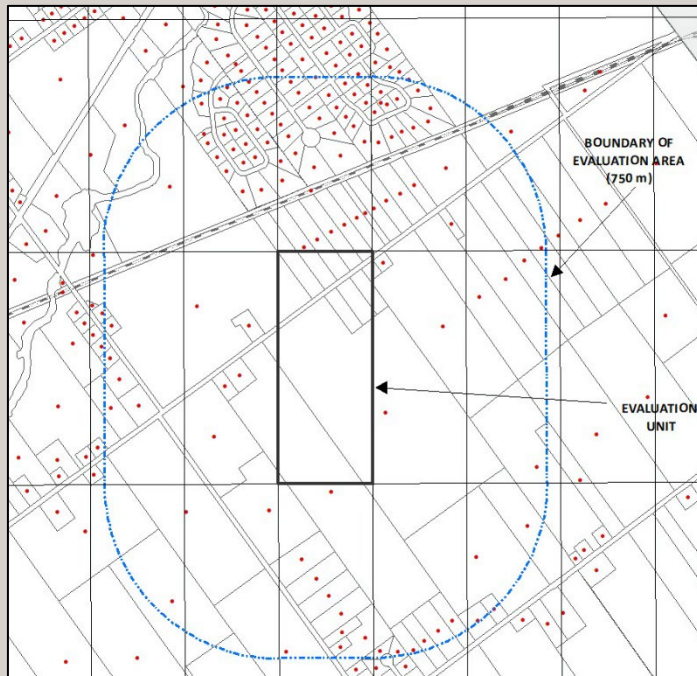 BOUNDARY OF
EVALUATION AREA
(750 m)
EVALUATION
UNIT